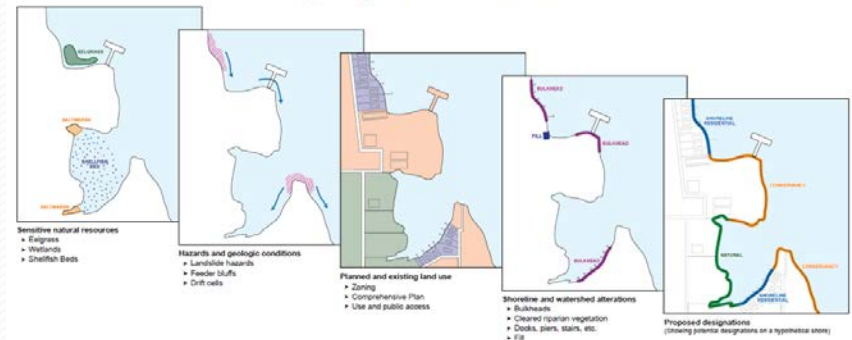 EELGRASS
SALTMARSH
SHELLFISH
BED
SALTMARSH
Sensitive natural resources
▸ Eelgrass
▸ Wetlands
▸ Shellfish Beds
Hazards and geologic conditions
▸ Landslide hazards
▸ Feeder bluffs
▸ Drift cells
Planned and existing land use
▸ Zoning
▸ Comprehensive Plan
▸ Use and public access
BULKHEAD
FILL
BULKHEAD
BULKHEAD
Shoreline and watershed alterations
▸ Bulkheads
▸ Cleared riparian vegetation
▸ Docks, piers, stairs, etc.
▸ Fill
SHORELINE
RESIDENTIAL
CONSERVANCY
NATURAL
CONSERVANCY
SHORELINE
RESIDENTIAL
Proposed designations
(Showing potential designations on a hypothetical shore)